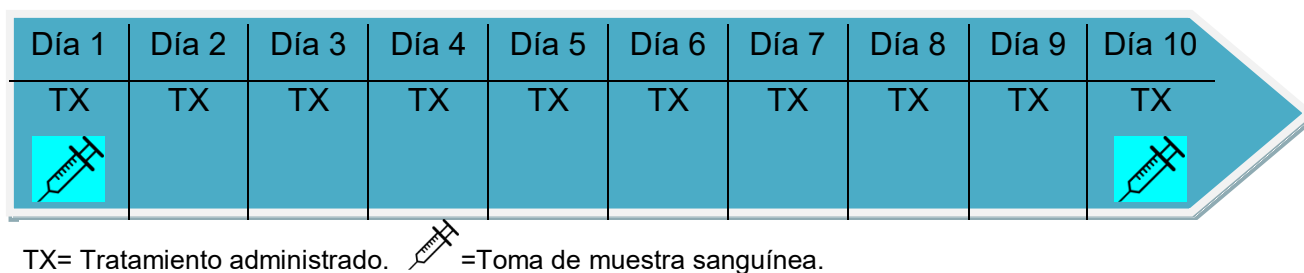 Día 1 Día 2 Día 3 Día 4 Día 5 Día 6 Día 7 Día 8 Día 9 Día 10
TX TX TX TX TX TX TX TX TX TX
TX= Tratamiento administrado. =Toma de muestra sanguínea.